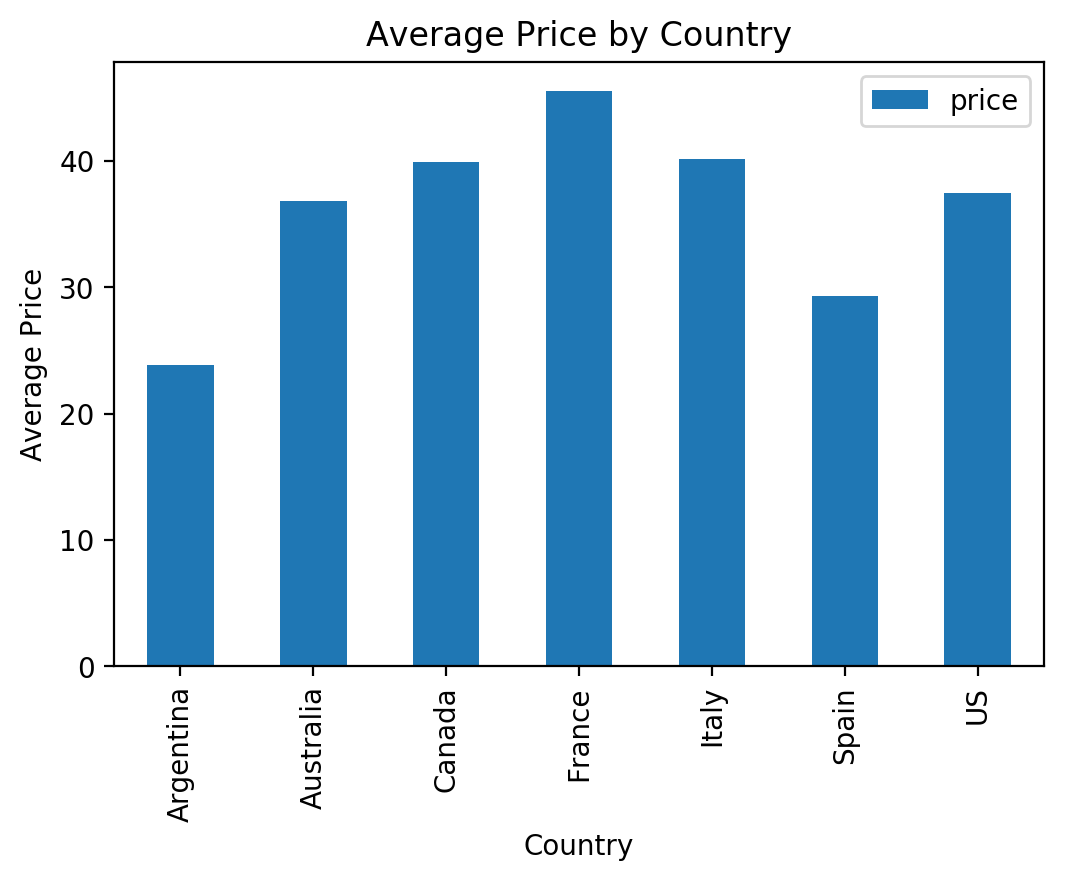 Average Price by Country
price
Average Price
40
30
20
10
0
Argentina
Australia
Canada
France
Italy
Spain
US
Country